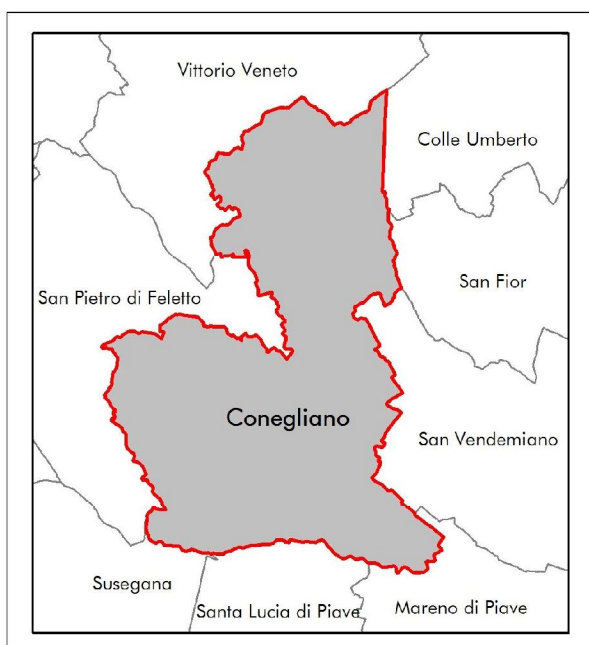 Vittorio Veneto
Colle Umberto
San Fior
San Pietro di Feletto
Conegliano
San Vendemiano
Susegana
Santa Lucia di Piave
Mareno di Piave